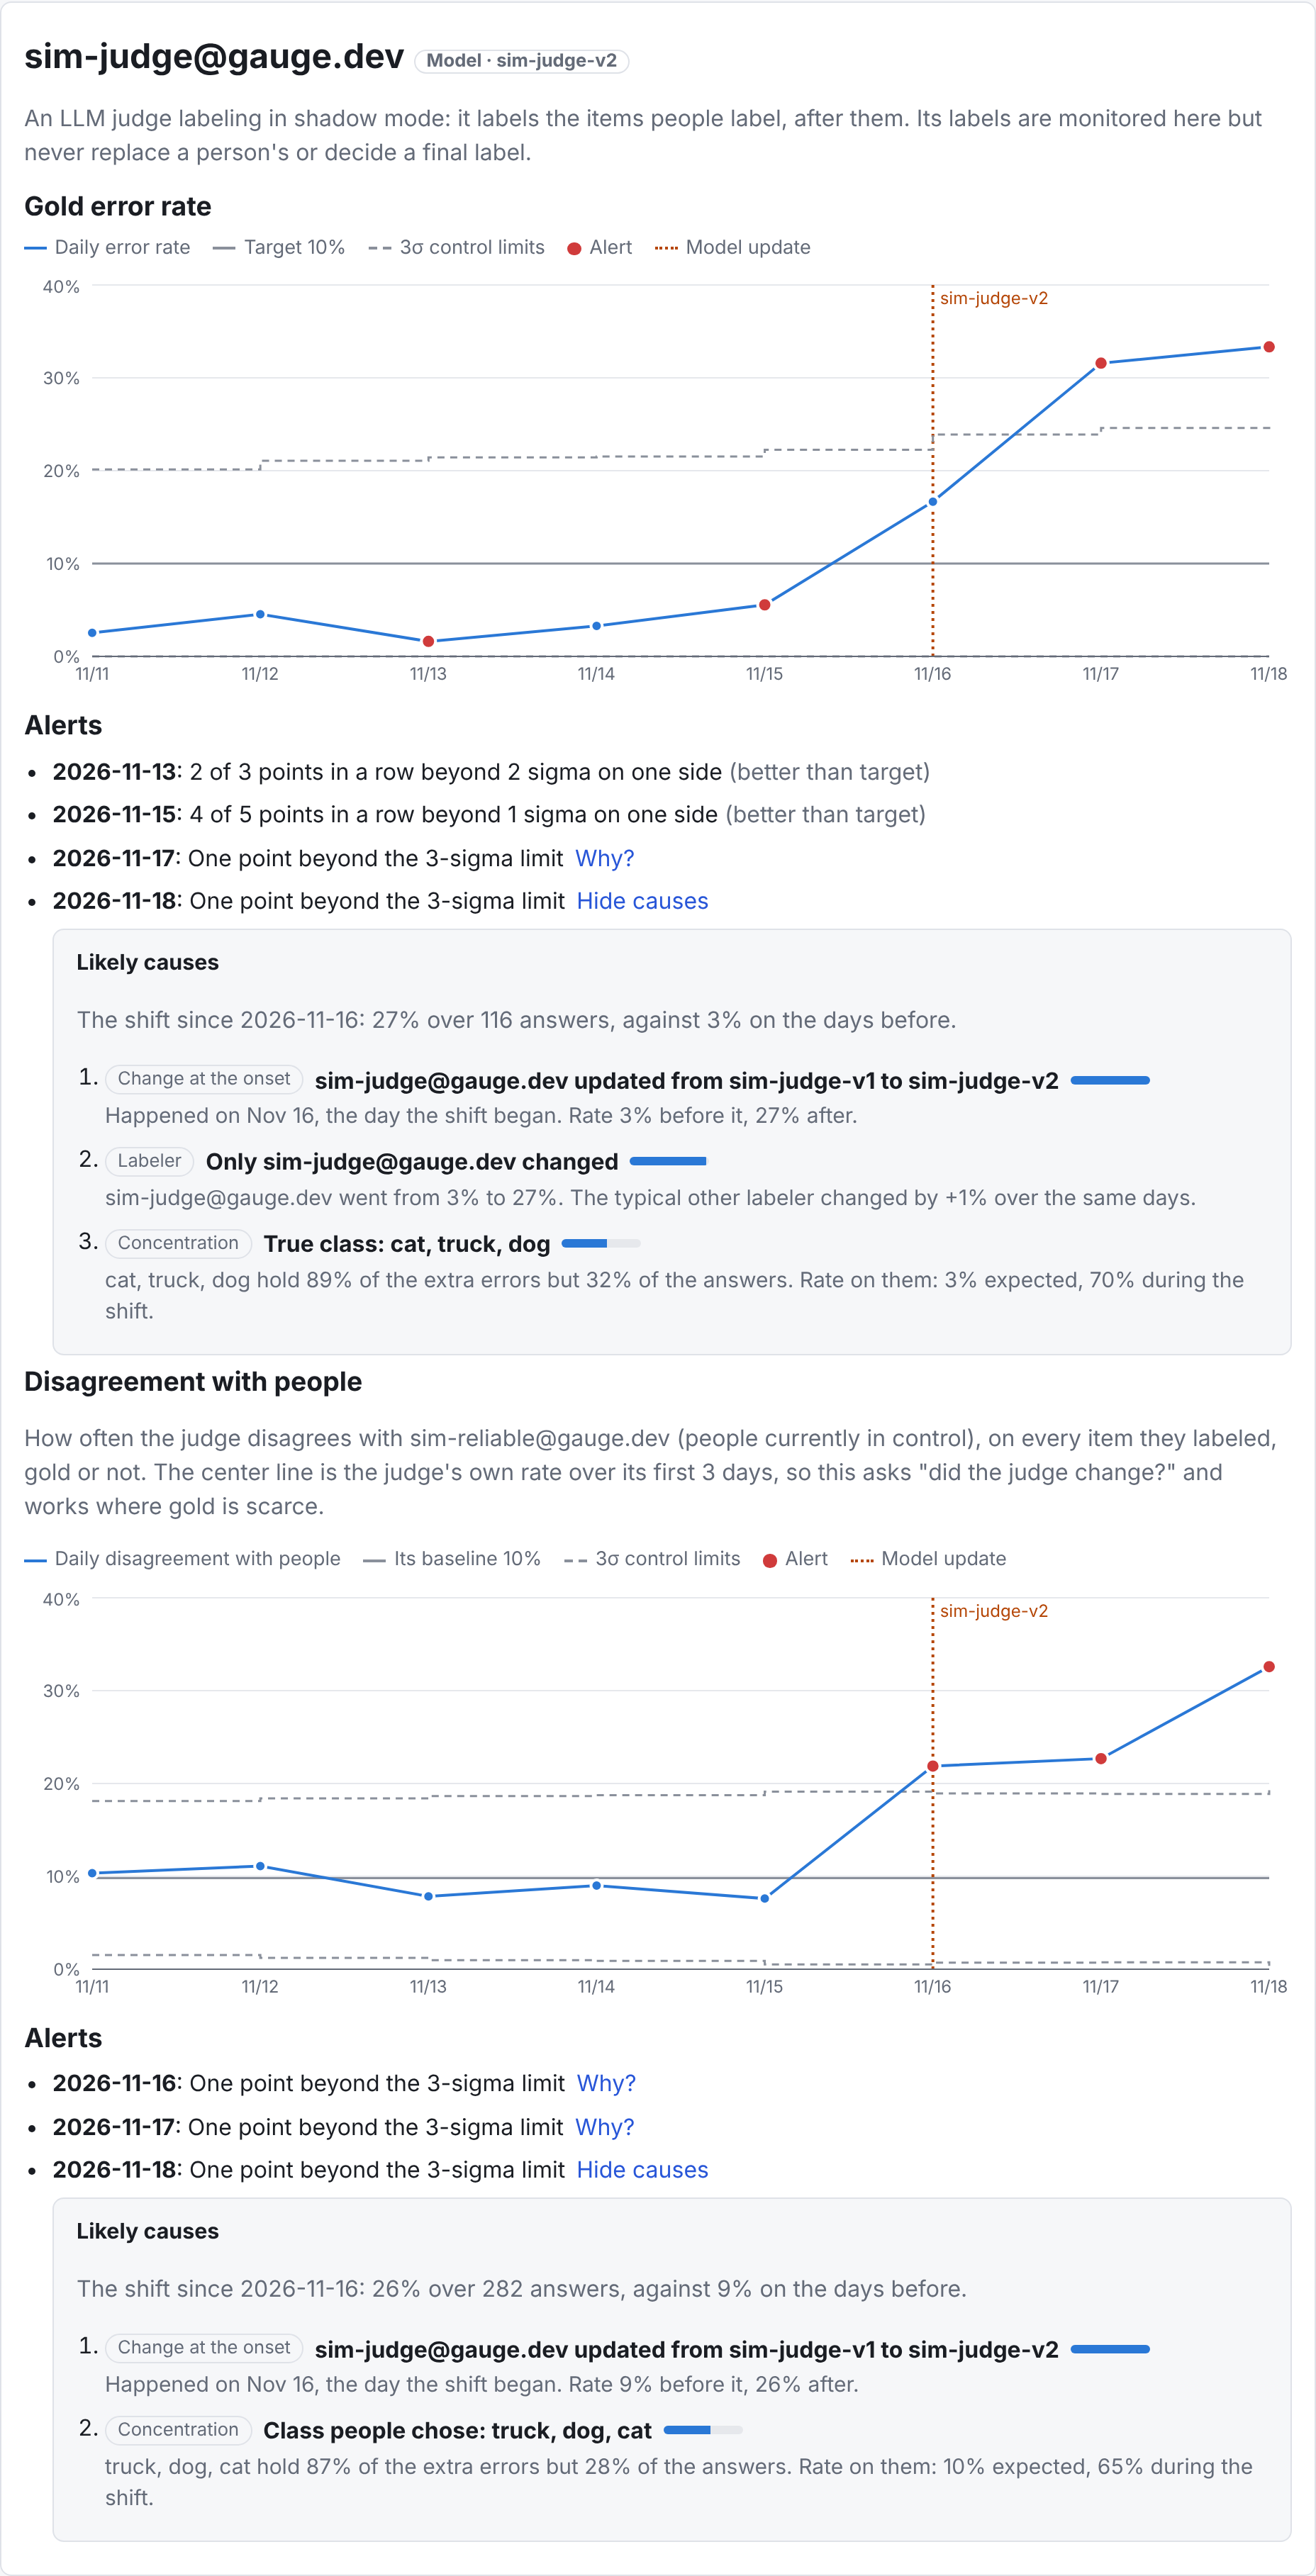 sim-judge@gauge.dev Model · sim-judge-v2
An LLM judge labeling in shadow mode: it labels the items people label, after them. Its labels are monitored here but
never replace a person's or decide a final label.
Gold error rate
Daily error rate Target 10% 3σ control limits Alert Model update
40%
sim-judge-v2
30%
20%
10%
0%
11/11 11/12 11/13 11/14 11/15 11/16 11/17 11/18
Alerts
• 2026-11-13: 2 of 3 points in a row beyond 2 sigma on one side (better than target)
• 2026-11-15: 4 of 5 points in a row beyond 1 sigma on one side (better than target)
• 2026-11-17: One point beyond the 3-sigma limit Why?
• 2026-11-18: One point beyond the 3-sigma limit Hide causes
Likely causes
The shift since 2026-11-16: 27% over 116 answers, against 3% on the days before.
1. Change at the onset sim-judge@gauge.dev updated from sim-judge-v1 to sim-judge-v2
Happened on Nov 16, the day the shift began. Rate 3% before it, 27% after.
2. Labeler Only sim-judge@gauge.dev changed
sim-judge@gauge.dev went from 3% to 27%. The typical other labeler changed by +1% over the same days.
3. Concentration True class: cat, truck, dog
cat, truck, dog hold 89% of the extra errors but 32% of the answers. Rate on them: 3% expected, 70% during the
shift.
Disagreement with people
How often the judge disagrees with sim-reliable@gauge.dev (people currently in control), on every item they labeled,
gold or not. The center line is the judge's own rate over its first 3 days, so this asks "did the judge change?" and
works where gold is scarce.
Daily disagreement with people Its baseline 10% 3σ control limits Alert Model update
40%
sim-judge-v2
30%
20%
10%
0%
11/11 11/12 11/13 11/14 11/15 11/16 11/17 11/18
Alerts
• 2026-11-16: One point beyond the 3-sigma limit Why?
• 2026-11-17: One point beyond the 3-sigma limit Why?
• 2026-11-18: One point beyond the 3-sigma limit Hide causes
Likely causes
The shift since 2026-11-16: 26% over 282 answers, against 9% on the days before.
1. Change at the onset sim-judge@gauge.dev updated from sim-judge-v1 to sim-judge-v2
Happened on Nov 16, the day the shift began. Rate 9% before it, 26% after.
2. Concentration Class people chose: truck, dog, cat
truck, dog, cat hold 87% of the extra errors but 28% of the answers. Rate on them: 10% expected, 65% during the
shift.